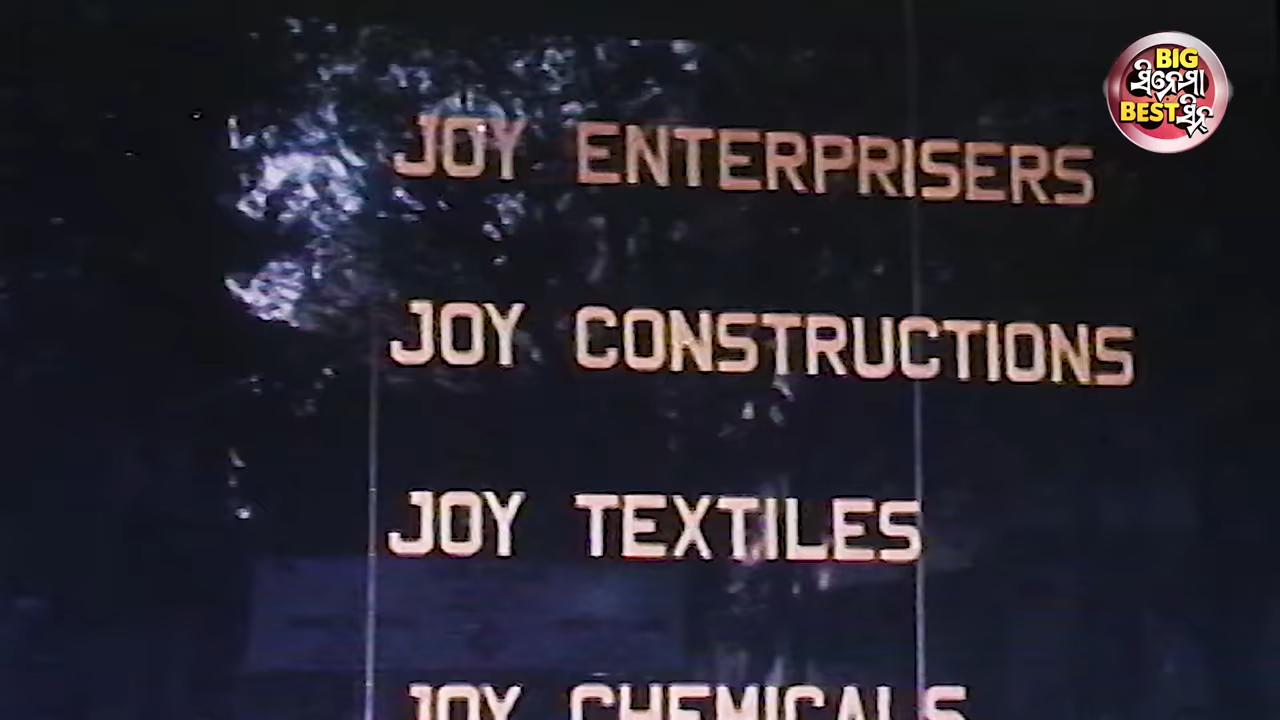 BIG
ସିନେମା
BEST ସିନ୍
JOY ENTERPRISERS
JOY CONSTRUCTIONS
JOY TEXTILES
JOY CHEMICALS